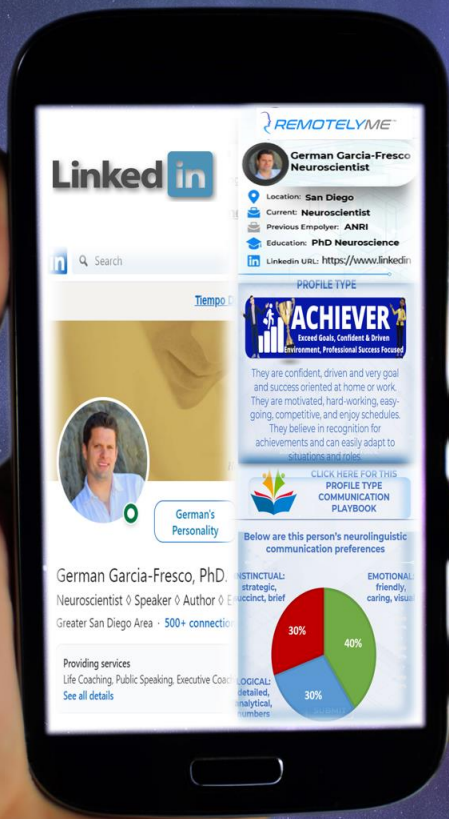 Linked in
in Search
Tiempo
German's
Personality
German Garcia-Fresco, PhD.
Neuroscientist ◊ Speaker ◊ Author ◊ E
Greater San Diego Area · 500+ connection
Providing services
Life Coaching, Public Speaking, Executive Coac
See all details
REMOTELYME™
German Garcia-Fresco
Neuroscientist
Location: San Diego
Current: Neuroscientist
Previous Empolyer: ANRI
Education: PhD Neuroscience
Linkedin URL: https://www.linkedin
PROFILE TYPE
ACHIEVER
Exceed Goals, Confident & Driven
Environment, Professional Success Focused
They are confident, driven and very goal
and success oriented at home or work.
They are motivated, hard-working, easy-
going, competitive, and enjoy schedules.
They believe in recognition for
achievements and can easily adapt to
situations and roles.
CLICK HERE FOR THIS
PROFILE TYPE
COMMUNICATION
PLAYBOOK
Below are this person's neurolinguistic
communication preferences
INSTINCTUAL:
strategic,
succinct, brief
EMOTIONAL:
friendly,
caring, visual
30%
40%
30%
LOGICAL:
detailed,
analytical,
numbers